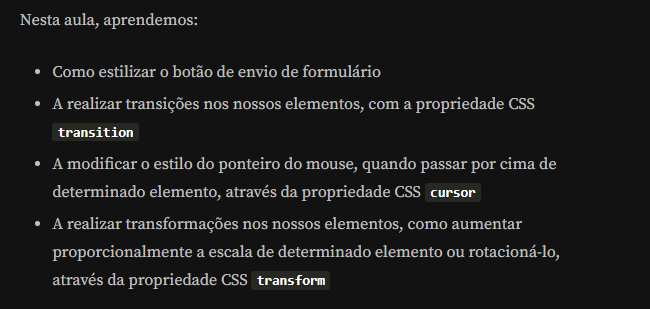 Nesta aula, aprendemos:
• Como estilizar o botão de envio de formulário
• A realizar transições nos nossos elementos, com a propriedade CSS
transition
• A modificar o estilo do ponteiro do mouse, quando passar por cima de
determinado elemento, através da propriedade CSS cursor
• A realizar transformações nos nossos elementos, como aumentar
proporcionalmente a escala de determinado elemento ou rotacioná-lo,
através da propriedade CSS transform